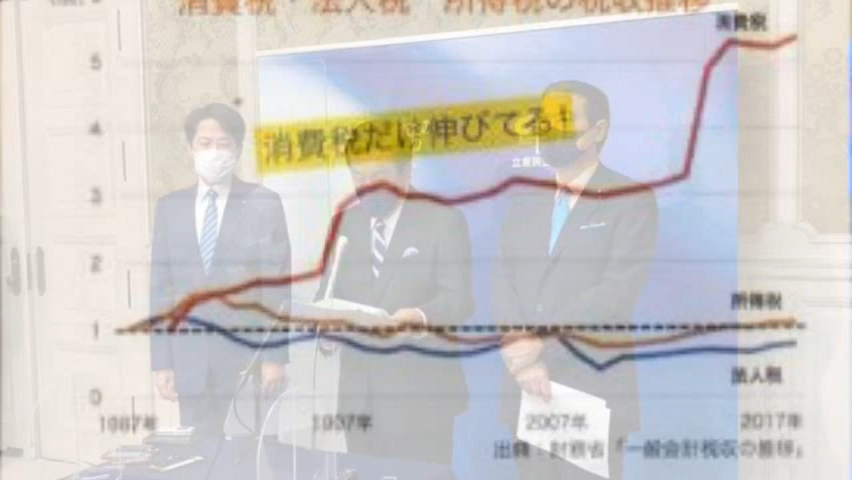 消費税・法人税・所得税の税収推移
消費税
5
消費税だけ伸びてる!
4
立憲民
3
2
所得税
1
法人税
0
1987年 1997年 2007年 2017年
出典:財務省「一般会計税収の推移」